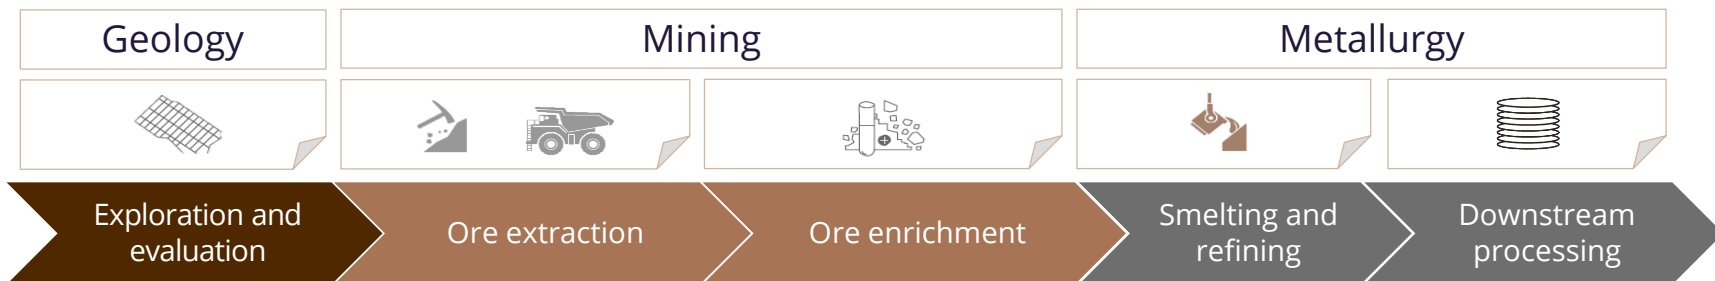 Geology
Mining
Metallurgy
Exploration and
evaluation
Ore extraction
Ore enrichment
Smelting and
refining
Downstream
processing